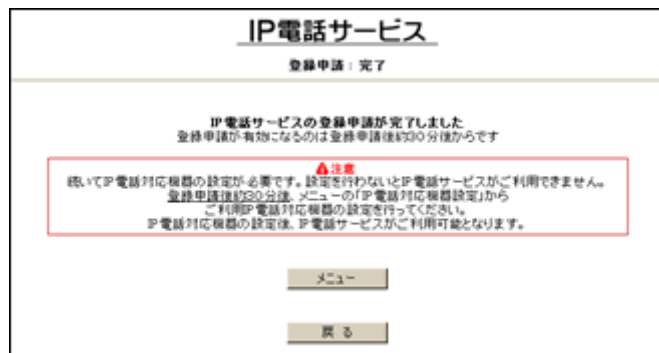 IP電話サービス
登録申請：完了
IP電話サービスの登録申請が完了しました
登録申請が有効になるのは登録申請後約30分後からです
注意
続いてIP電話対応機器の設定が必要です。設定を行わないとIP電話サービスがご利用できません。
登録申請後約30分後、メニューの「IP電話対応機器設定」から
ご利用IP電話対応機器の設定を行ってください。
IP電話対応機器の設定後、IP電話サービスがご利用可能となります。
メニュー
戻る